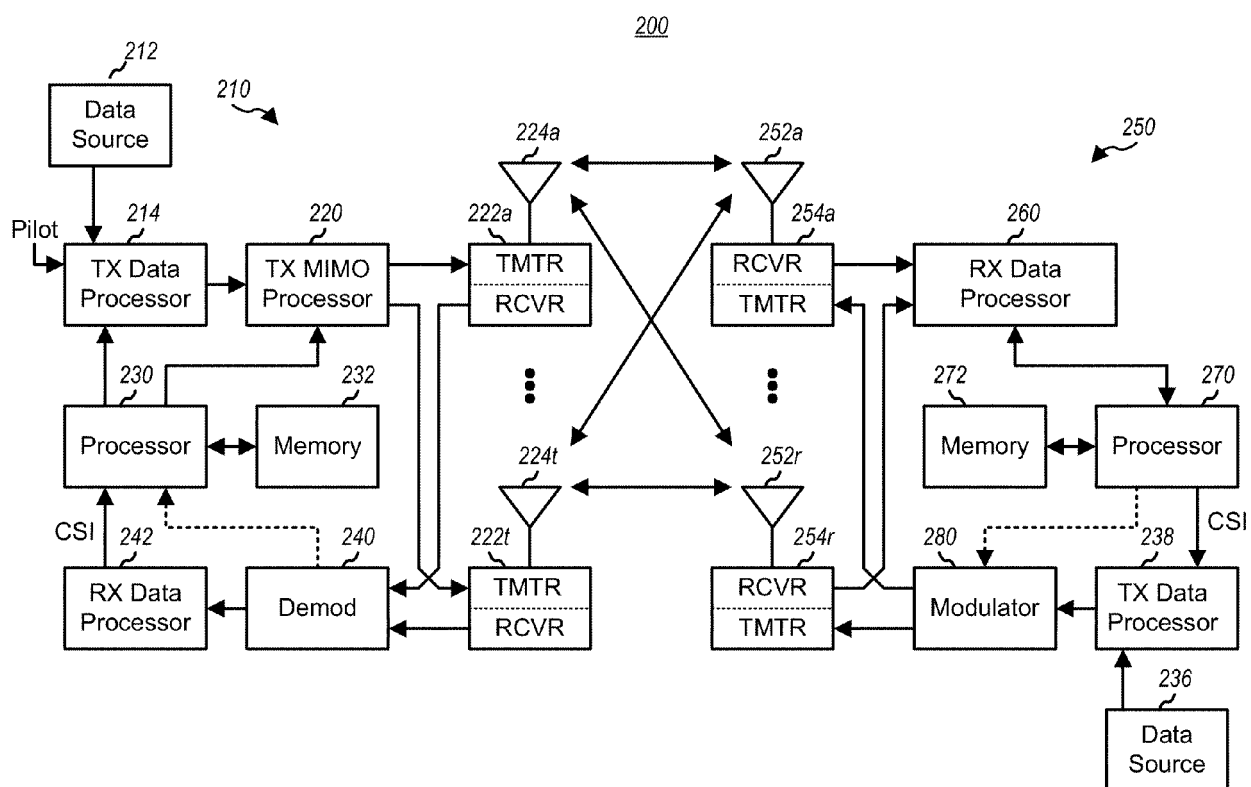 200
212
Data
Source
210
250
224a
252a
Pilot
214
TX Data
Processor
220
TX MIMO
Processor
222a
TMTR
RCVR
254a
RCVR
TMTR
260
RX Data
Processor
230
Processor
232
Memory
272
Memory
270
Processor
224t
252r
CSI
242
RX Data
Processor
240
Demod
222t
TMTR
RCVR
254r
RCVR
TMTR
280
Modulator
CSI
238
TX Data
Processor
236
Data
Source